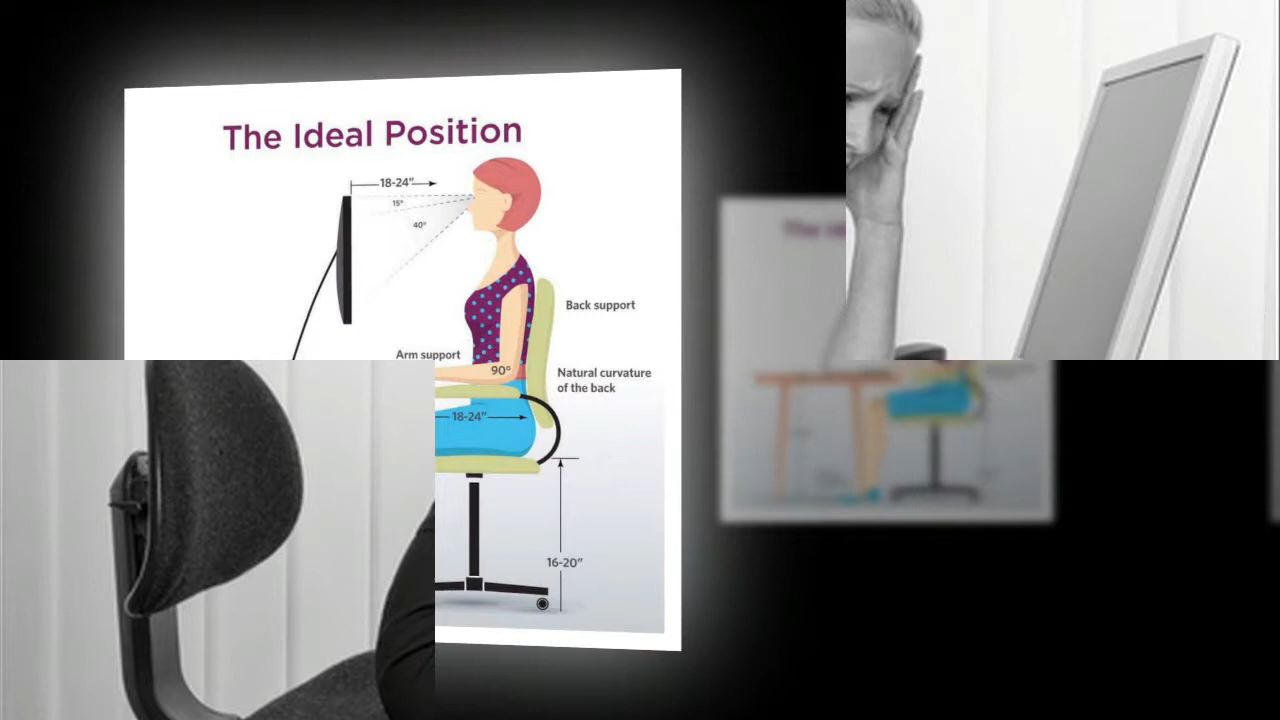 The Ideal Position
18-24"
15°
40°
Back support
Arm support
90°
Natural curvature
of the back
18-24"
16-20"